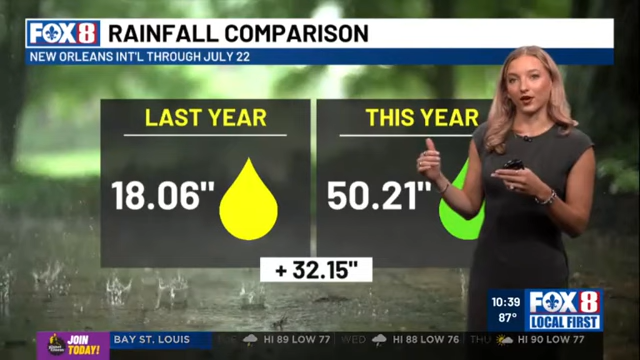 FOX 8 RAINFALL COMPARISON
NEW ORLEANS INT'L THROUGH JULY 22
LAST YEAR
THIS YEAR
18.06"
50.21"
+ 32.15"
10:39
87°
FOX 8
LOCAL FIRST
JOIN TODAY!
BAY ST. LOUIS
TUE HI 89 LOW 77
WED HI 88 LOW 76
THU HI 90 LOW 77